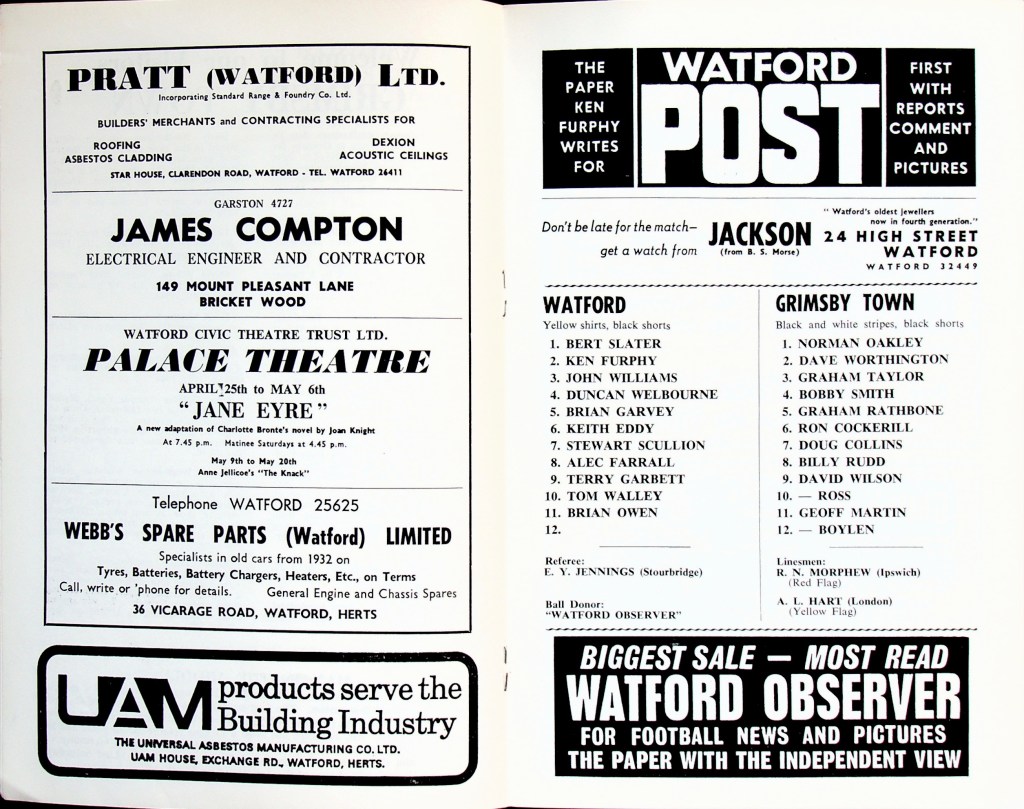 PRATT (WATFORD) LTD.
Incorporating Standard Range & Foundry Co. Ltd.
BUILDERS' MERCHANTS and CONTRACTING SPECIALISTS FOR
ROOFING
ASBESTOS CLADDING
DEXION
ACOUSTIC CEILINGS
STAR HOUSE, CLARENDON ROAD, WATFORD - TEL. WATFORD 26411
GARSTON 4727
JAMES COMPTON
ELECTRICAL ENGINEER AND CONTRACTOR
149 MOUNT PLEASANT LANE
BRICKET WOOD
WATFORD CIVIC THEATRE TRUST LTD.
PALACE THEATRE
APRIL 25th to MAY 6th
"JANE EYRE"
A new adaptation of Charlotte Bronte's novel by Joan Knight
At 7.45 p.m. Matinee Saturdays at 4.45 p.m.
May 9th to May 20th
Anne Jellicoe's "The Knack"
Telephone WATFORD 25625
WEBB'S SPARE PARTS (Watford) LIMITED
Specialists in old cars from 1932 on
Tyres, Batteries, Battery Chargers, Heaters, Etc., on Terms
Call, write or 'phone for details. General Engine and Chassis Spares
36 VICARAGE ROAD, WATFORD, HERTS
UAM products serve the
Building Industry
THE UNIVERSAL ASBESTOS MANUFACTURING CO. LTD.
UAM HOUSE, EXCHANGE RD., WATFORD, HERTS.
THE
PAPER
KEN
FURPHY
WRITES
FOR
WATFORD
POST
FIRST
WITH
REPORTS
COMMENT
AND
PICTURES
Don't be late for the match—
get a watch from
JACKSON
(from B. S. Morse)
"Watford's oldest jewellers
now in fourth generation."
24 HIGH STREET
WATFORD
WATFORD 32449
WATFORD
Yellow shirts, black shorts
1. BERT SLATER
2. KEN FURPHY
3. JOHN WILLIAMS
4. DUNCAN WELBOURNE
5. BRIAN GARVEY
6. KEITH EDDY
7. STEWART SCULLION
8. ALEC FARRALL
9. TERRY GARBETT
10. TOM WALLEY
11. BRIAN OWEN
12.
Referee:
E. Y. JENNINGS (Stourbridge)
Ball Donor:
"WATFORD OBSERVER"
GRIMSBY TOWN
Black and white stripes, black shorts
1. NORMAN OAKLEY
2. DAVE WORTHINGTON
3. GRAHAM TAYLOR
4. BOBBY SMITH
5. GRAHAM RATHBONE
6. RON COCKERILL
7. DOUG COLLINS
8. BILLY RUDD
9. DAVID WILSON
10. — ROSS
11. GEOFF MARTIN
12. — BOYLEN
Linesmen:
R. N. MORPHEW (Ipswich)
(Red Flag)
A. L. HART (London)
(Yellow Flag)
BIGGEST SALE — MOST READ
WATFORD OBSERVER
FOR FOOTBALL NEWS AND PICTURES
THE PAPER WITH THE INDEPENDENT VIEW